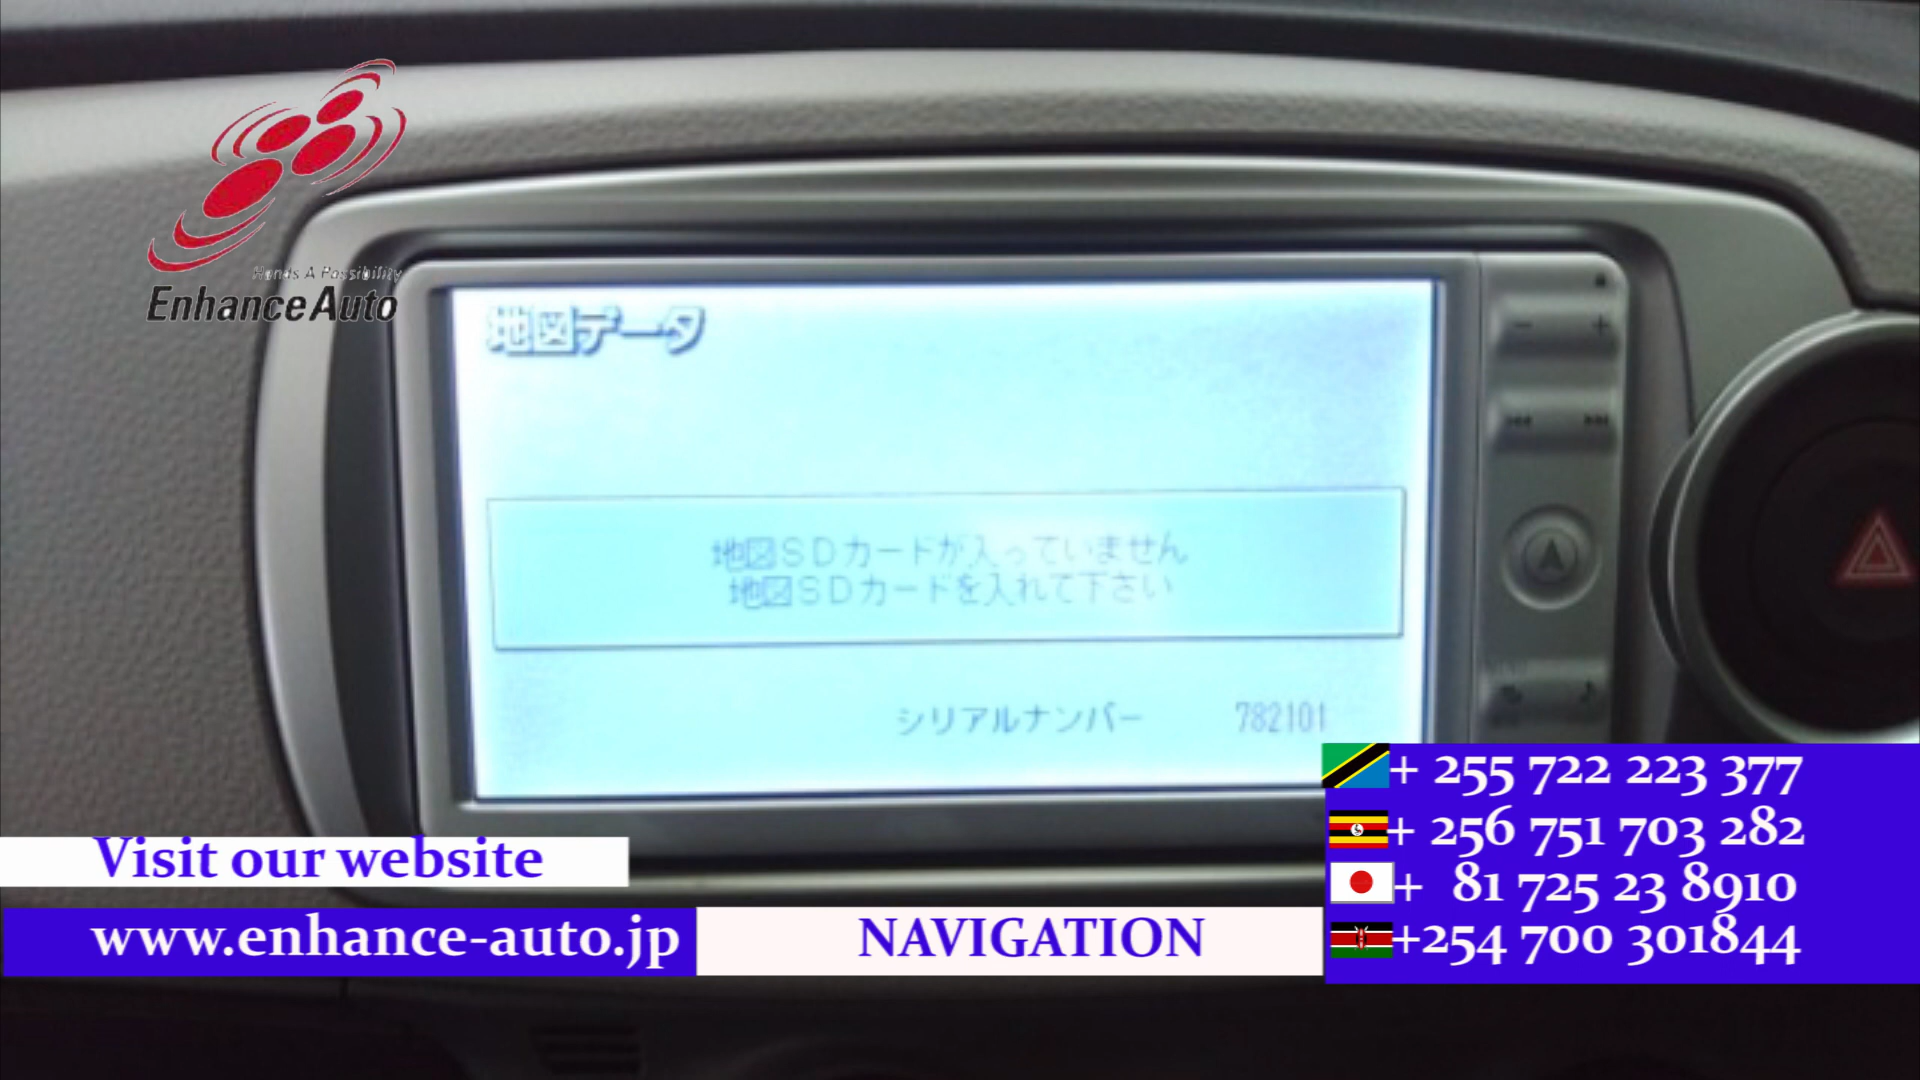 Hands A Possibility
EnhanceAuto
地図データ
地図SDカードが入っていません
地図SDカードを入れて下さい
シリアルナンバー 782101
+ 255 722 223 377
+ 256 751 703 282
+ 81 725 23 8910
+254 700 301844
Visit our website
www.enhance-auto.jp
NAVIGATION